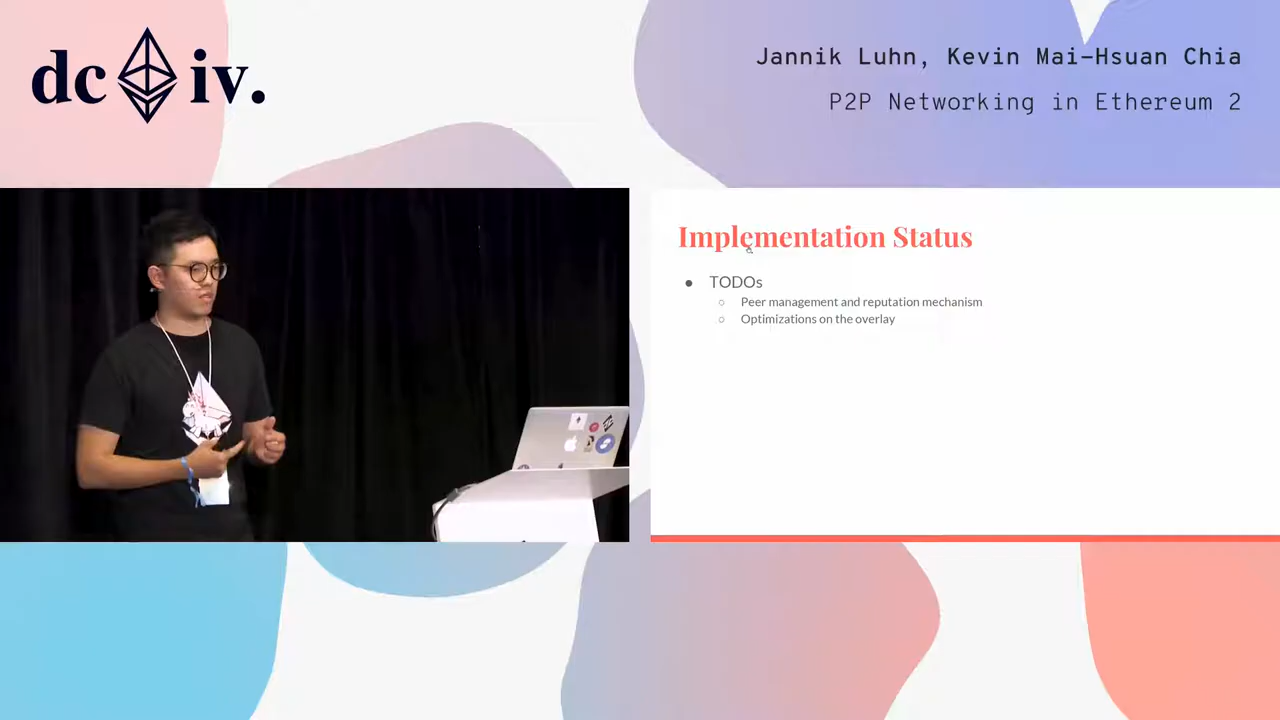 dc iv.
Jannik Luhn, Kevin Mai-Hsuan Chia
P2P Networking in Ethereum 2
Implementation Status
● TODOs
○ Peer management and reputation mechanism
○ Optimizations on the overlay